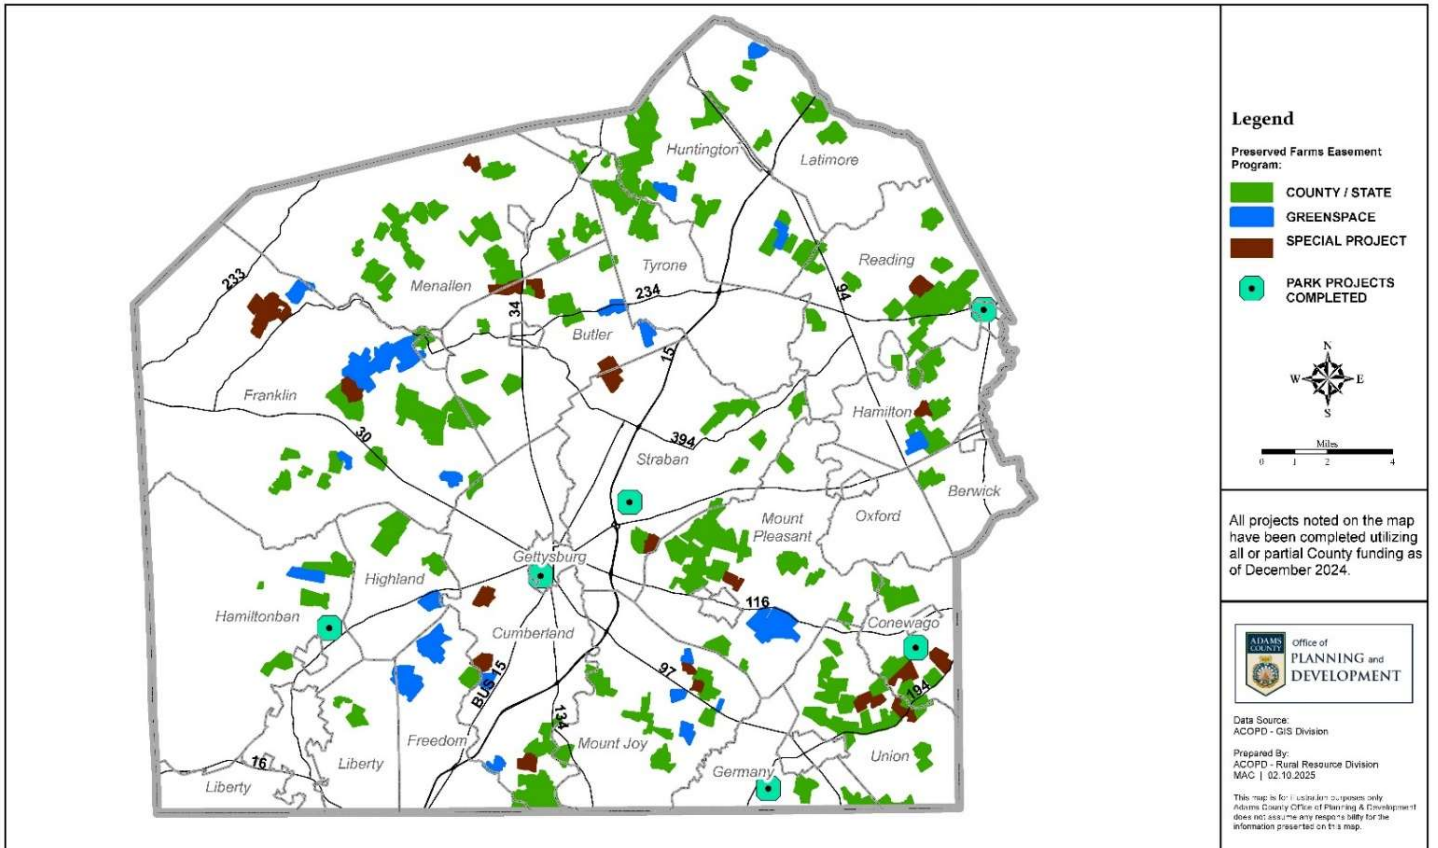 Huntington
Latimore
Menallen
Tyrone
Reading
233
34
234
94
Butler
15
Franklin
30
Hamilton
394
Straban
Berwick
Oxford
Mount
Pleasant
Gettysburg
Highland
Hamiltonban
116
Cumberland
Conewago
97
BUS 15
194
134
Freedom
Mount Joy
Union
Liberty
Germany
16
Liberty
Legend
Preserved Farms Easement
Program:
COUNTY / STATE
GREENSPACE
SPECIAL PROJECT
PARK PROJECTS
COMPLETED
N
W E
S
Miles
0 1 2 4
All projects noted on the map
have been completed utilizing
all or partial County funding as
of December 2024.
ADAMS
COUNTY
Office of
PLANNING and
DEVELOPMENT
Data Source:
ACOPD - GIS Division
Prepared By:
ACOPD - Rural Resource Division
MAC | 02.10.2025
This map is for illustration purposes only
Adams County Office of Planning & Development
does not assume any responsibility for the
information presented on this map.